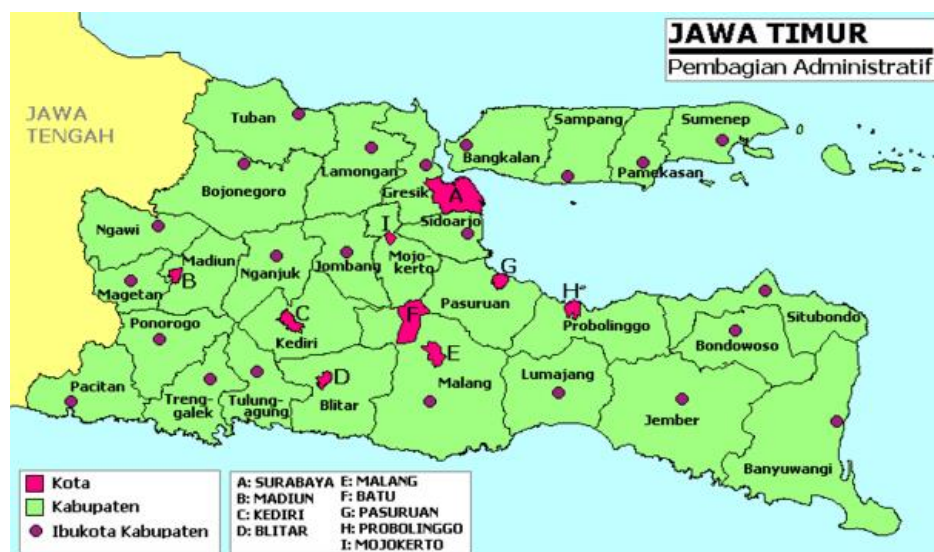 JAWA TIMUR
Pembagian Administratif
JAWA
TENGAH
Tuban
Sampang
Sumenep
Bangkalan
Lamongan
Pamekasan
Bojonegoro
Gresik
A
Ngawi
I
Sidoarjo
Madiun
Nganjuk
Jombang
Mojo-
kerto
B
G
Magetan
Pasuruan
H
Ponorogo
C
F
Probolinggo
Situbondo
Kediri
Bondowoso
E
Pacitan
D
Malang
Lumajang
Treng-
galek
Tulung-
agung
Blitar
Jember
Banyuwangi
Kota
Kabupaten
Ibukota Kabupaten
A: SURABAYA
B: MADIUN
C: KEDIRI
D: BLITAR
E: MALANG
F: BATU
G: PASURUAN
H: PROBOLINGGO
I: MOJOKERTO